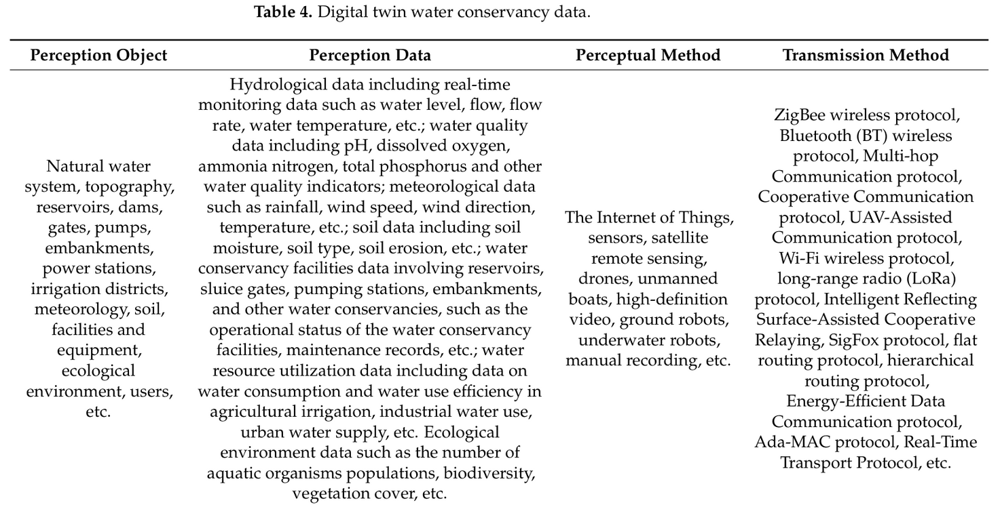 Table 4. Digital twin water conservancy data.
Perception Object
Perception Data
Perceptual Method
Transmission Method
Natural water
system, topography,
reservoirs, dams,
gates, pumps,
embankments,
power stations,
irrigation districts,
meteorology, soil,
facilities and
equipment,
ecological
environment, users,
etc.
Hydrological data including real-time
monitoring data such as water level, flow, flow
rate, water temperature, etc.; water quality
data including pH, dissolved oxygen,
ammonia nitrogen, total phosphorus and other
water quality indicators; meteorological data
such as rainfall, wind speed, wind direction,
temperature, etc.; soil data including soil
moisture, soil type, soil erosion, etc.; water
conservancy facilities data involving reservoirs,
sluice gates, pumping stations, embankments,
and other water conservancies, such as the
operational status of the water conservancy
facilities, maintenance records, etc.; water
resource utilization data including data on
water consumption and water use efficiency in
agricultural irrigation, industrial water use,
urban water supply, etc. Ecological
environment data such as the number of
aquatic organisms populations, biodiversity,
vegetation cover, etc.
The Internet of Things,
sensors, satellite
remote sensing,
drones, unmanned
boats, high-definition
video, ground robots,
underwater robots,
manual recording, etc.
ZigBee wireless protocol,
Bluetooth (BT) wireless
protocol, Multi-hop
Communication protocol,
Cooperative Communication
protocol, UAV-Assisted
Communication protocol,
Wi-Fi wireless protocol,
long-range radio (LoRa)
protocol, Intelligent Reflecting
Surface-Assisted Cooperative
Relaying, SigFox protocol, flat
routing protocol, hierarchical
routing protocol,
Energy-Efficient Data
Communication protocol,
Ada-MAC protocol, Real-Time
Transport Protocol, etc.